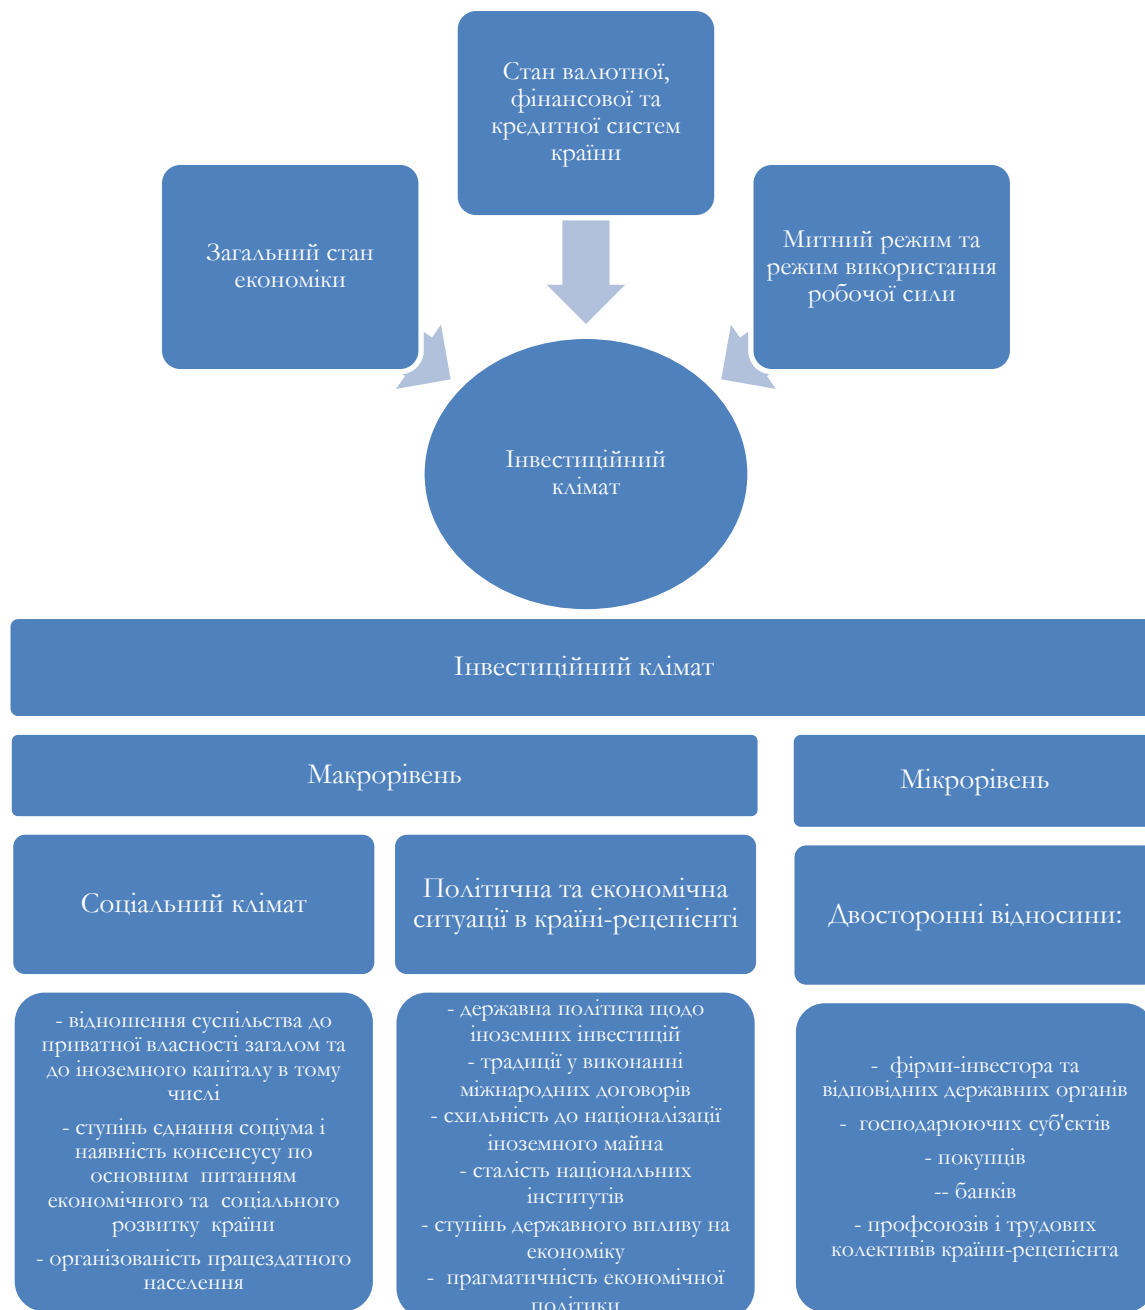 Стан валютної,
фінансової та
кредитної систем
країни
Загальний стан
економіки
Митний режим та
режим використання
робочої сили
Інвестиційний
клімат
Інвестиційний клімат
Макрорівень
Мікрорівень
Соціальний клімат
Політична та економічна
ситуації в країні-рецепієнті
Двосторонні відносини:
- відношення суспільства до
приватної власності загалом та
до іноземного капіталу в тому
числі
- ступінь єднання соціума і
наявність консенсусу по
основним питанням
економічного та соціального
розвитку країни
- організованість працездатного
населення
- державна політика щодо
іноземних інвестицій
- традиції у виконанні
міжнародних договорів
- схильність до націоналізації
іноземного майна
- сталість національних
інститутів
- ступінь державного впливу на
економіку
- прагматичність економічної
політики
- фірми-інвестора та
відповідних державних органів
- господарюючих суб'єктів
- покупців
-- банків
- профсоюзів і трудових
колективів країни-рецепієнта